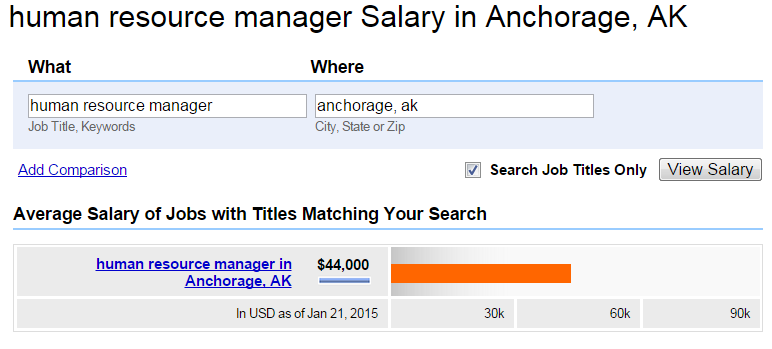 human resource manager Salary in Anchorage, AK
What Where
human resource manager anchorage, ak
Job Title, Keywords City, State or Zip
Add Comparison Search Job Titles Only View Salary
Average Salary of Jobs with Titles Matching Your Search
human resource manager in $44,000
Anchorage, AK
In USD as of Jan 21, 2015 30k 60k 90k